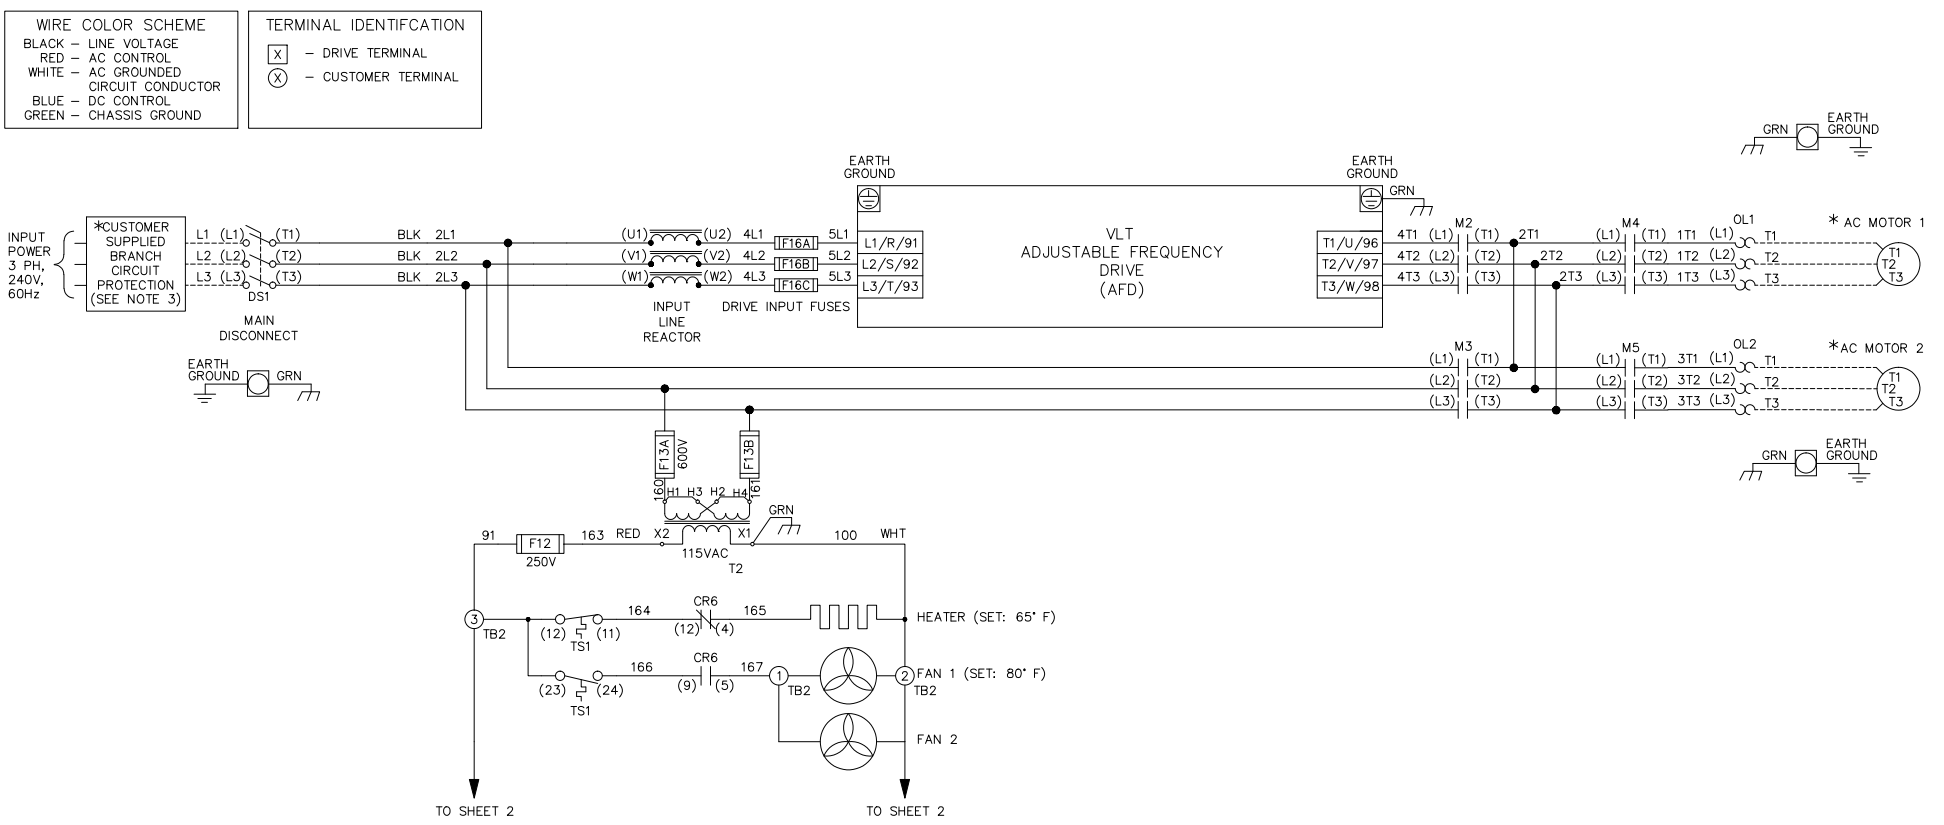 WIRE COLOR SCHEME
BLACK – LINE VOLTAGE
RED – AC CONTROL
WHITE – AC GROUNDED
CIRCUIT CONDUCTOR
BLUE – DC CONTROL
GREEN – CHASSIS GROUND
TERMINAL IDENTIFCATION
X – DRIVE TERMINAL
X – CUSTOMER TERMINAL
GRN
EARTH
GROUND
INPUT
POWER
3 PH,
240V,
60Hz
*CUSTOMER
SUPPLIED
BRANCH
CIRCUIT
PROTECTION
(SEE NOTE 3)
L1 (L1) (T1) BLK 2L1 (U1) (U2) 4L1 F16A 5L1
L2 (L2) (T2) BLK 2L2 (V1) (V2) 4L2 F16B 5L2
L3 (L3) (T3) BLK 2L3 (W1) (W2) 4L3 F16C 5L3
DS1
MAIN
DISCONNECT
INPUT
LINE
REACTOR
DRIVE INPUT FUSES
EARTH
GROUND
GRN
EARTH
GROUND
L1/R/91
L2/S/92
L3/T/93
VLT
ADJUSTABLE FREQUENCY
DRIVE
(AFD)
EARTH
GROUND
GRN
T1/U/96
T2/V/97
T3/W/98
M2
M4
OL1
* AC MOTOR 1
4T1 (L1) (T1) 2T1 (L1) (T1) 1T1 (L1) T1
4T2 (L2) (T2) 2T2 (L2) (T2) 1T2 (L2) T2
4T3 (L3) (T3) 2T3 (L3) (T3) 1T3 (L3) T3
T1
T2
T3
M3
M5
OL2
*AC MOTOR 2
(L1) (T1) (L1) (T1) 3T1 (L1) T1
(L2) (T2) (L2) (T2) 3T2 (L2) T2
(L3) (T3) (L3) (T3) 3T3 (L3) T3
T1
T2
T3
GRN
EARTH
GROUND
F13A
600V
F13B
160
H1 H3 H2 H4
161
GRN
91 F12 163 RED X2 X1 100 WHT
250V
115VAC
T2
3
TB2
(12) (11)
TS1
164
CR6
(12) (4)
165
HEATER (SET: 65° F)
(23) (24)
TS1
166
CR6
(9) (5)
167
1
TB2
2
TB2
FAN 1 (SET: 80° F)
FAN 2
TO SHEET 2
TO SHEET 2